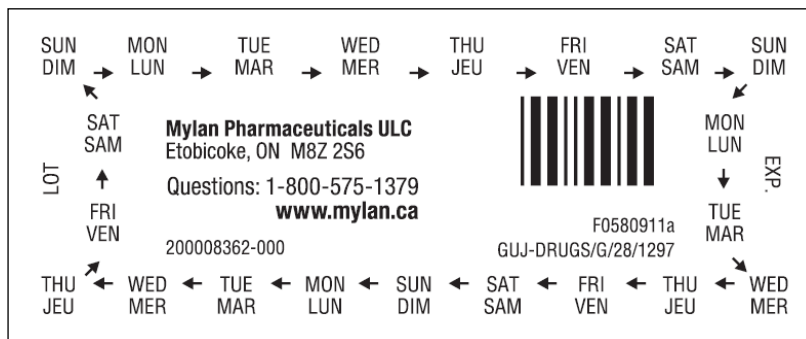 SUN MON TUE WED THU FRI SAT SUN
DIM LUN MAR MER JEU VEN SAM DIM
SAT
SAM
Mylan Pharmaceuticals ULC
Etobicoke, ON M8Z 2S6
MON
LUN
LOT
Questions: 1-800-575-1379
EXP.
www.mylan.ca
FRI
VEN
TUE
MAR
F0580911a
200008362-000
GUJ-DRUGS/G/28/1297
THU WED TUE MON SUN SAT FRI THU WED
JEU MER MAR LUN DIM SAM VEN JEU MER